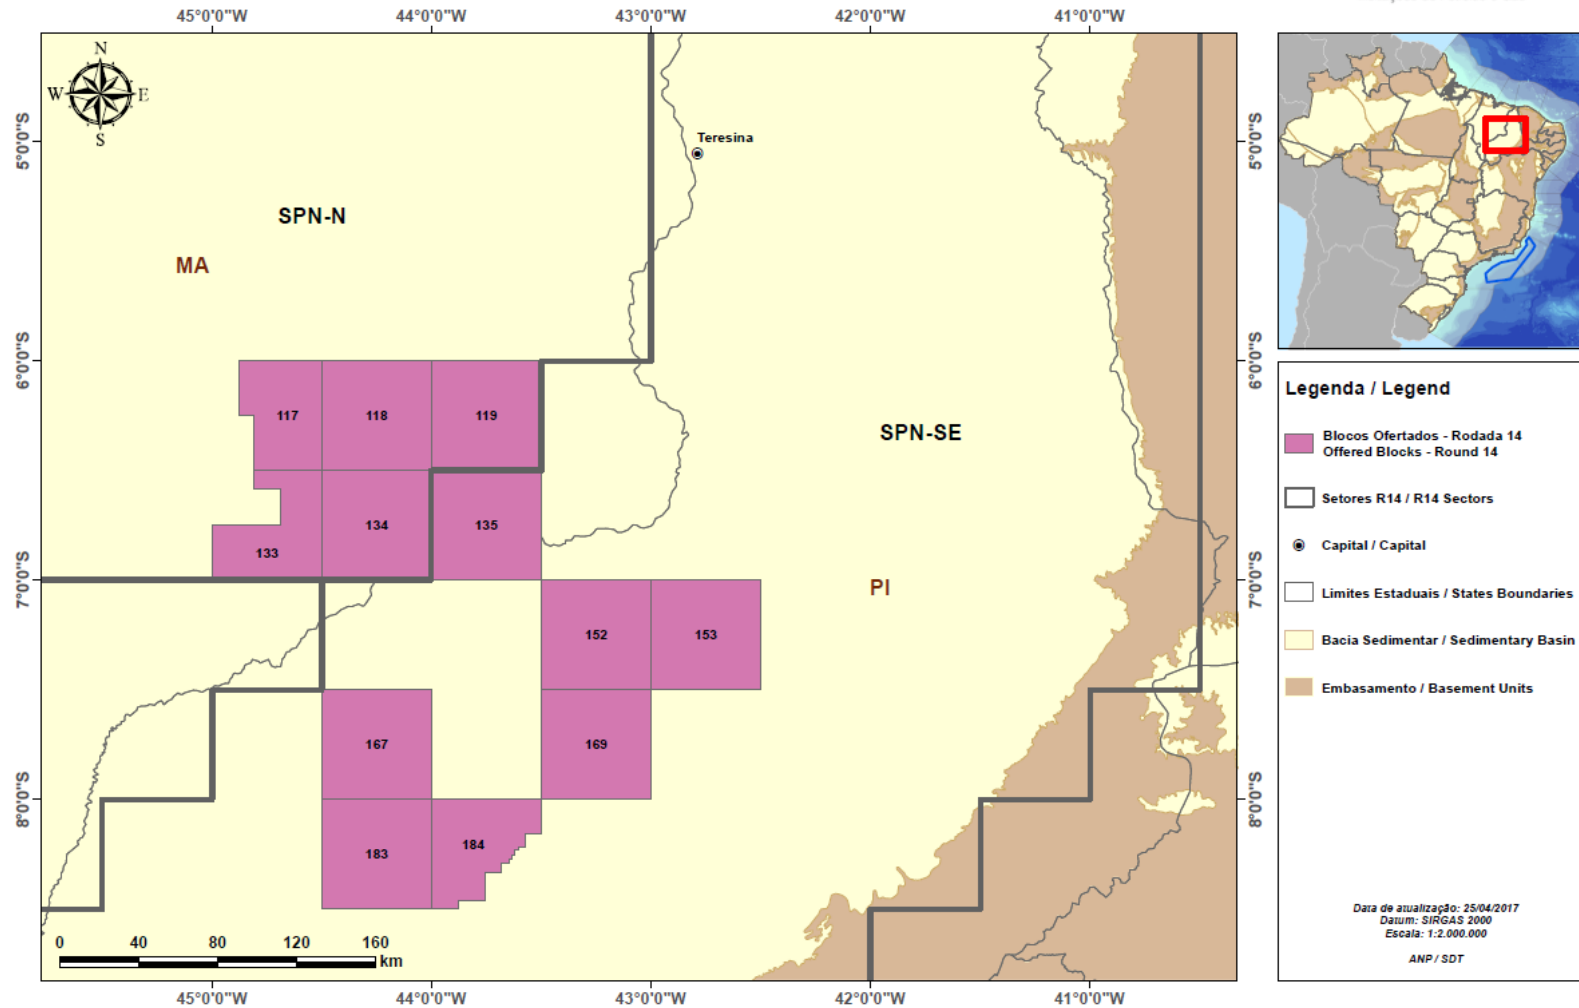 45°0'0"W 44°0'0"W 43°0'0"W 42°0'0"W 41°0'0"W
N
W E
S
5°0'0"S
6°0'0"S
7°0'0"S
8°0'0"S
Teresina
SPN-N
MA
SPN-SE
PI
117 118 119
133 134 135
152 153
167 169
183 184
0 40 80 120 160
km
5°0'0"S
6°0'0"S
7°0'0"S
8°0'0"S
45°0'0"W 44°0'0"W 43°0'0"W 42°0'0"W 41°0'0"W
Legenda / Legend
Blocos Ofertados - Rodada 14
Offered Blocks - Round 14
Setores R14 / R14 Sectors
Capital / Capital
Limites Estaduais / States Boundaries
Bacia Sedimentar / Sedimentary Basin
Embasamento / Basement Units
Data de atualização: 25/04/2017
Datum: SIRGAS 2000
Escala: 1:2.000.000
ANP / SDT